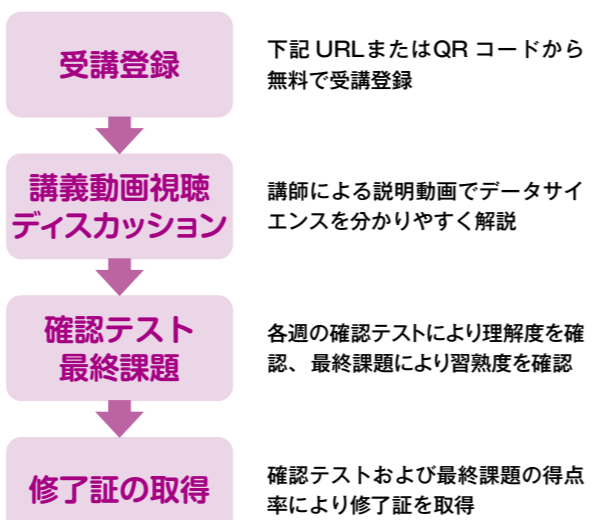 受講登録
下記 URLまたはQR コードから
無料で受講登録
講義動画視聴
ディスカッション
講師による説明動画でデータサイ
エンスを分かりやすく解説
確認テスト
最終課題
各週の確認テストにより理解度を確
認、最終課題により習熟度を確認
修了証の取得
確認テストおよび最終課題の得点
率により修了証を取得